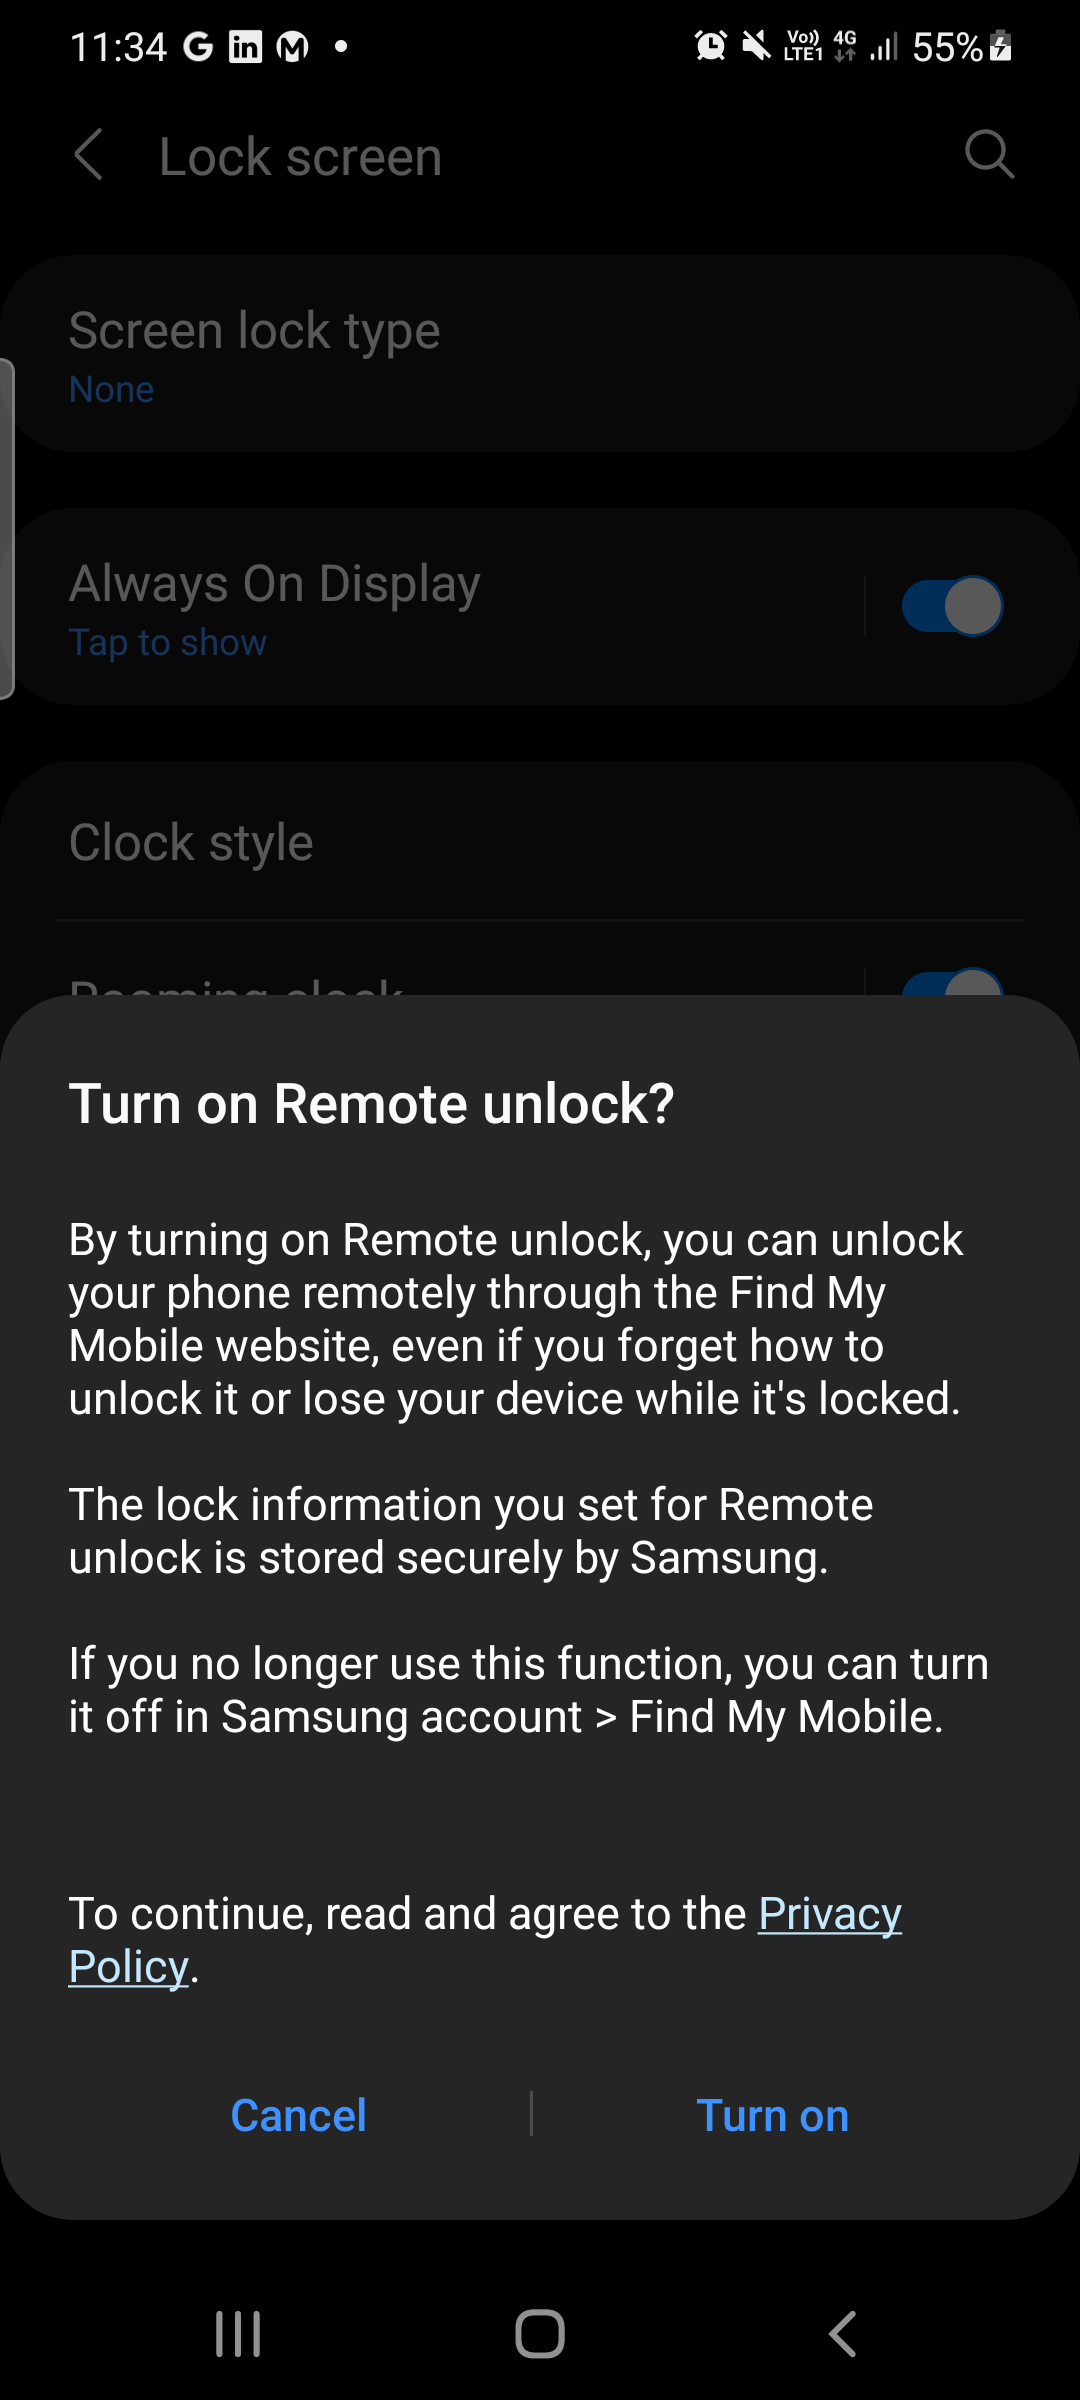 11:34
Vo)) 4G
LTE1
55%
Lock screen
Screen lock type
None
Always On Display
Tap to show
Clock style
Roaming clock
Turn on Remote unlock?
By turning on Remote unlock, you can unlock
your phone remotely through the Find My
Mobile website, even if you forget how to
unlock it or lose your device while it's locked.
The lock information you set for Remote
unlock is stored securely by Samsung.
If you no longer use this function, you can turn
it off in Samsung account > Find My Mobile.
To continue, read and agree to the Privacy
Policy.
Cancel
Turn on